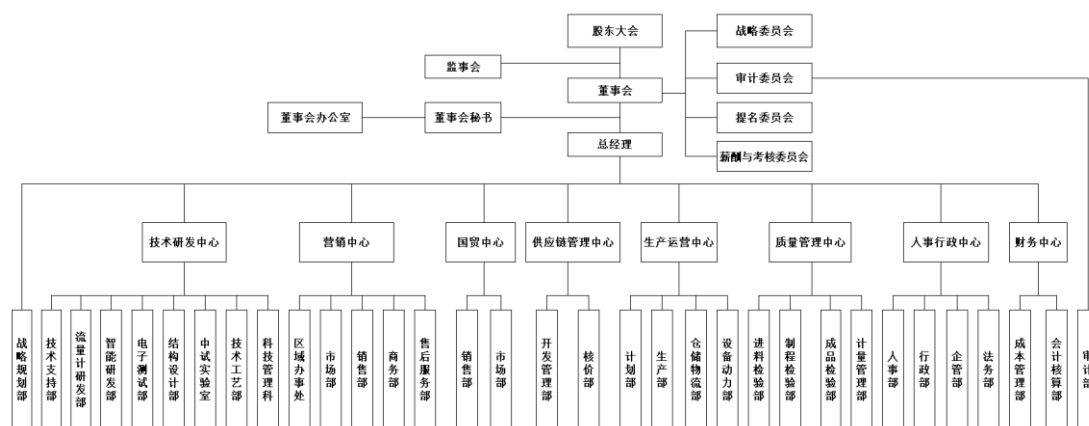 股东大会
战略委员会
监事会
审计委员会
董事会
董事会办公室
董事会秘书
提名委员会
总经理
薪酬与考核委员会
技术研发中心
营销中心
国贸中心
供应链管理中心
生产运营中心
质量管理中心
人事行政中心
财务中心
战略规划部
技术支持部
流量计研发部
智能研发部
电子测试部
结构设计部
中试实验室
技术工艺部
科技管理科
区域办事处
市场部
销售部
商务部
售后服务部
销售部
市场部
开发管理部
核价部
计划部
生产部
仓储物流部
设备动力部
进料检验部
制程检验部
成品检验部
计量管理部
人事部
行政部
企管部
法务部
成本管理部
会计核算部
审计部